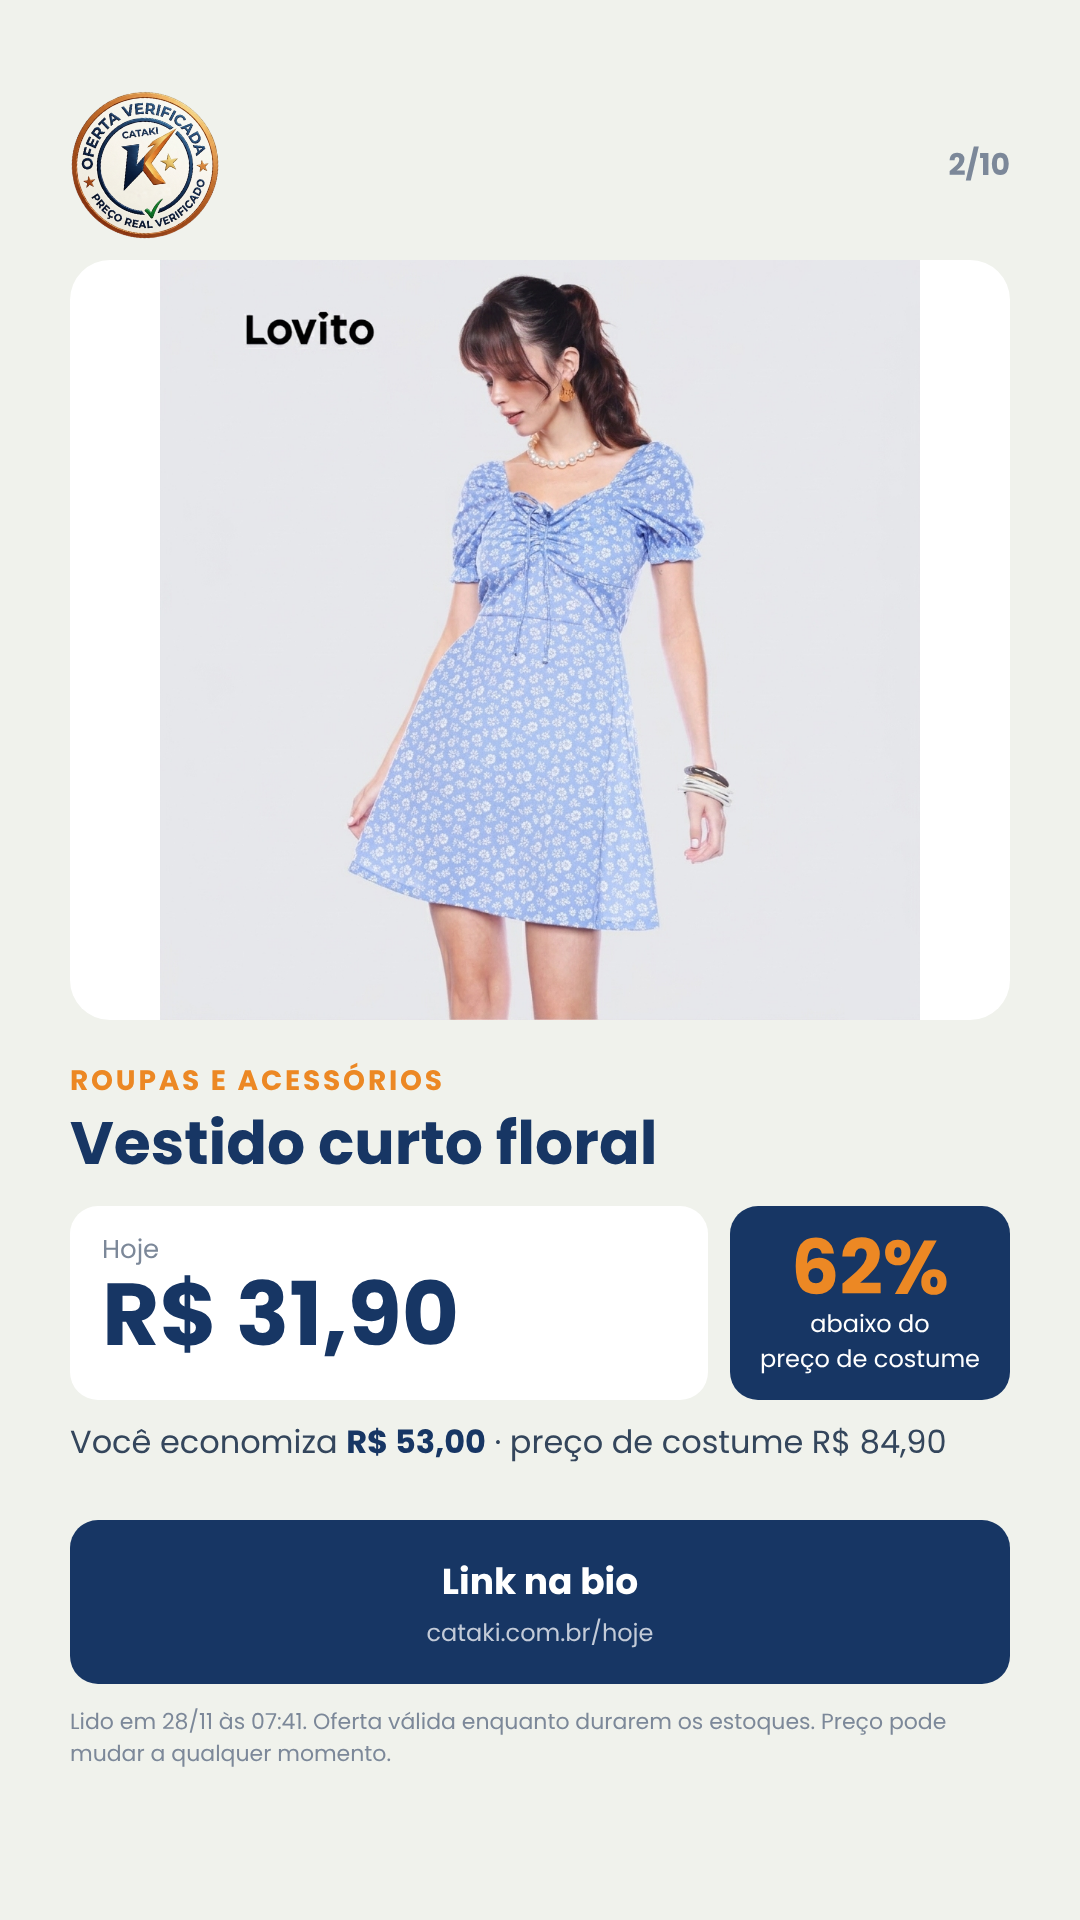 OFERTA VERIFICADA
CATAKI
K
PREÇO REAL VERIFICADO
2/10
Lovito
ROUPAS E ACESSÓRIOS
Vestido curto floral
Hoje
R$ 31,90
62%
abaixo do
preço de costume
Você economiza R$ 53,00 · preço de costume R$ 84,90
Link na bio
cataki.com.br/hoje
Lido em 28/11 às 07:41. Oferta válida enquanto durarem os estoques. Preço pode
mudar a qualquer momento.